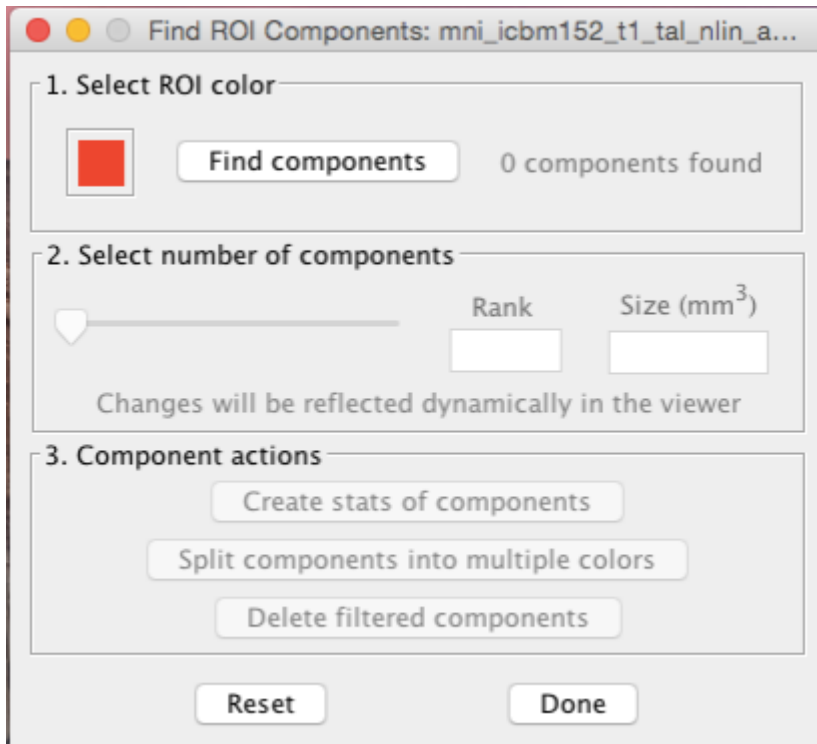 Find ROI Components: mni_icbm152_t1_tal_nlin_a...
1. Select ROI color
Find components 0 components found
2. Select number of components
Rank Size (mm³)
Changes will be reflected dynamically in the viewer
3. Component actions
Create stats of components
Split components into multiple colors
Delete filtered components
Reset Done